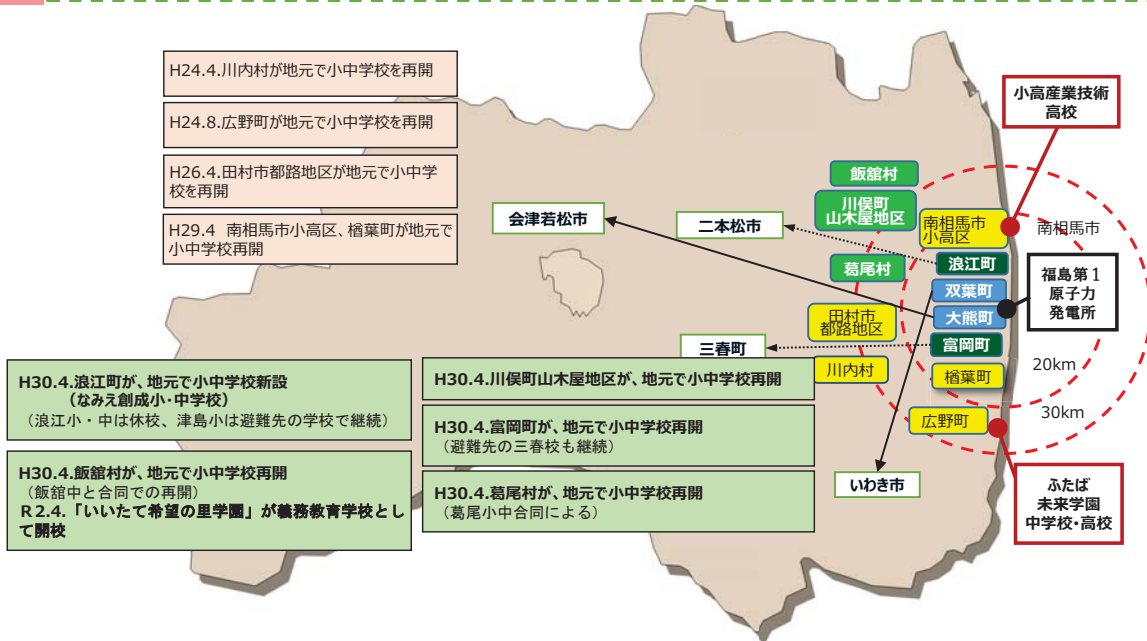 H24.4.川内村が地元で小中学校を再開
H24.8.広野町が地元で小中学校を再開
H26.4.田村市都路地区が地元で小中学
校を再開
H29.4 南相馬市小高区、楢葉町が地元で
小中学校再開
小高産業技術
高校
飯舘村
川俣町
山木屋地区
会津若松市
二本松市
南相馬市
小高区
南相馬市
浪江町
葛尾村
双葉町
福島第1
原子力
発電所
田村市
都路地区
大熊町
三春町
富岡町
川内村
楢葉町
20km
広野町
30km
いわき市
ふたば
未来学園
中学校・高校
H30.4.浪江町が、地元で小中学校新設
(なみえ創成小・中学校)
(浪江小・中は休校、津島小は避難先の学校で継続)
H30.4.飯舘村が、地元で小中学校再開
(飯舘中と合同での再開)
R2.4.「いいたて希望の里学園」が義務教育学校とし
て開校
H30.4.川俣町山木屋地区が、地元で小中学校再開
H30.4.富岡町が、地元で小中学校再開
(避難先の三春校も継続)
H30.4.葛尾村が、地元で小中学校再開
(葛尾小中合同による)